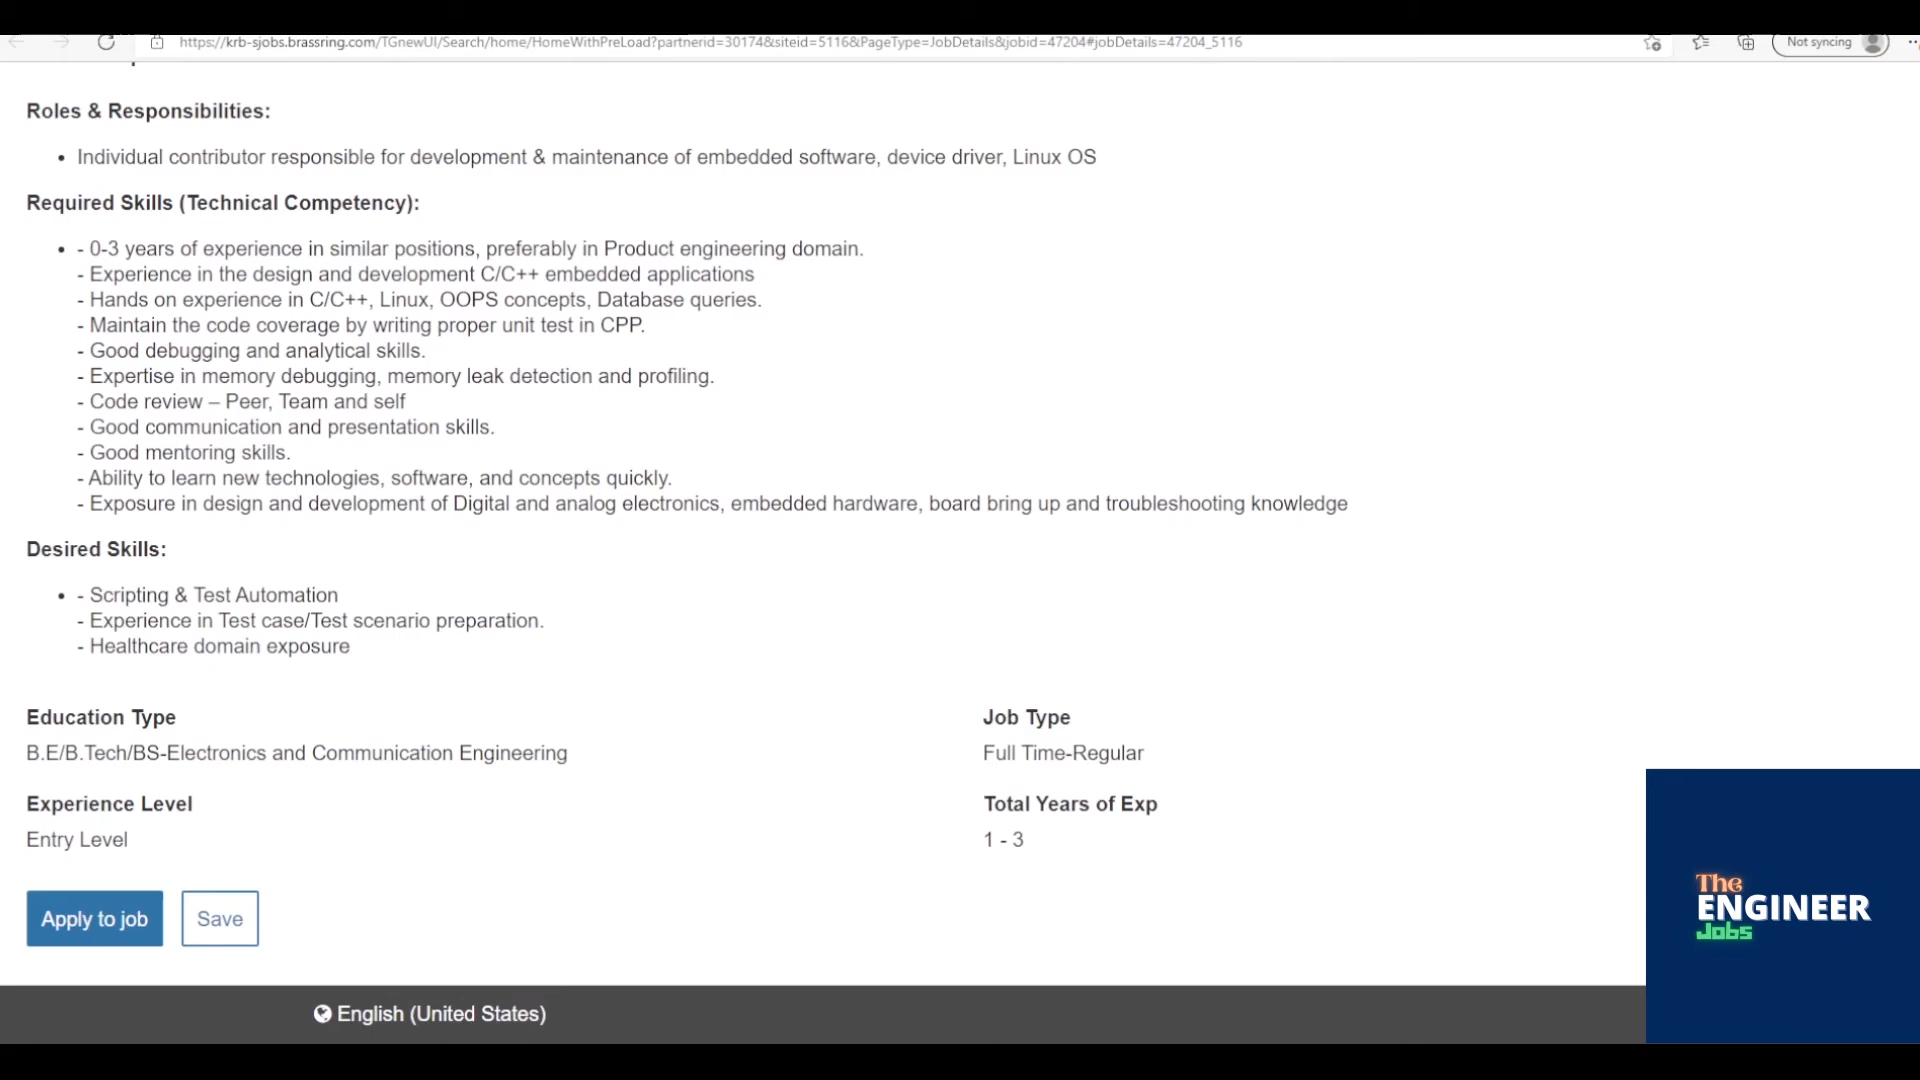 https://krb-sjobs.brassring.com/TGnewUI/Search/home/HomeWithPreLoad?partnerid=30174&siteid=5116&PageType=JobDetails&jobid=47204#jobDetails=47204_5116
Not syncing
Roles & Responsibilities:
• Individual contributor responsible for development & maintenance of embedded software, device driver, Linux OS
Required Skills (Technical Competency):
• - 0-3 years of experience in similar positions, preferably in Product engineering domain.
- Experience in the design and development C/C++ embedded applications
- Hands on experience in C/C++, Linux, OOPS concepts, Database queries.
- Maintain the code coverage by writing proper unit test in CPP.
- Good debugging and analytical skills.
- Expertise in memory debugging, memory leak detection and profiling.
- Code review – Peer, Team and self
- Good communication and presentation skills.
- Good mentoring skills.
- Ability to learn new technologies, software, and concepts quickly.
- Exposure in design and development of Digital and analog electronics, embedded hardware, board bring up and troubleshooting knowledge
Desired Skills:
• - Scripting & Test Automation
- Experience in Test case/Test scenario preparation.
- Healthcare domain exposure
Education Type
B.E/B.Tech/BS-Electronics and Communication Engineering
Job Type
Full Time-Regular
Experience Level
Entry Level
Total Years of Exp
1 - 3
Apply to job
Save
The
ENGINEER
Jobs
English (United States)